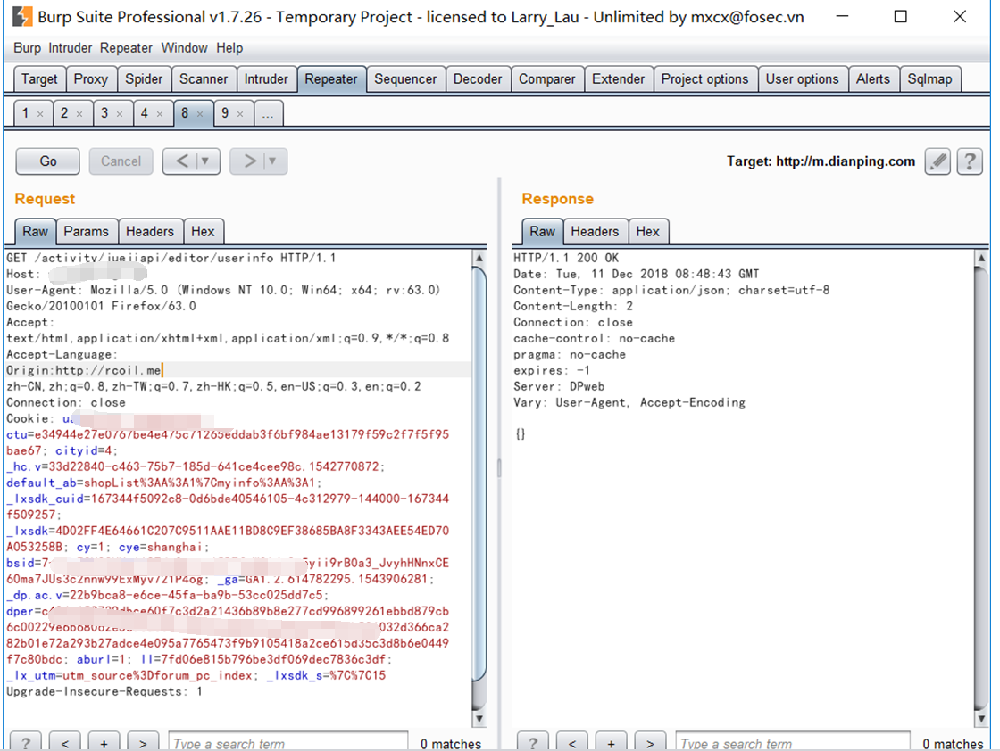 Burp Suite Professional v1.7.26 - Temporary Project - licensed to Larry_Lau - Unlimited by mxcx@fosec.vn
Burp Intruder Repeater Window Help
Target Proxy Spider Scanner Intruder Repeater Sequencer Decoder Comparer Extender Project options User options Alerts Sqlmap
1 × 2 × 3 × 4 × 8 × 9 × ...
Go Cancel < ▼ > ▼ Target: http://m.dianping.com ?
Request
Raw Params Headers Hex
GET /activity/juejiapi/editor/userinfo HTTP/1.1
Host:
User-Agent: Mozilla/5.0 (Windows NT 10.0; Win64; x64; rv:63.0)
Gecko/20100101 Firefox/63.0
Accept:
text/html,application/xhtml+xml,application/xml;q=0.9,*/*;q=0.8
Accept-Language:
Origin:http://rcoil.me
zh-CN,zh;q=0.8,zh-TW;q=0.7,zh-HK;q=0.5,en-US;q=0.3,en;q=0.2
Connection: close
Cookie:
ctu=e34944e27e0767be4e475c71265eddab3f6bf984ae13179f59c2f7f5f95
bae67; cityid=4;
_hc.v=33d22840-c463-75b7-185d-641ce4cee98c.1542770872;
default_ab=shopList%3AA%3A1%7Cmyinfo%3AA%3A1;
_lxsdk_cuid=167344f5092c8-0d6bde40546105-4c312979-144000-167344
f509257;
_lxsdk=4D02FF4E64661C207C9511AAE11BD8C9EF38685BA8F3343AEE54ED70
A053258B; cy=1; cye=shanghai;
bsid=7 5yii9rB0a3_JvyhHNnxCE
60ma7JUs3c2nnw99ExMyv721P4og; _ga=GA1.2.614782295.1543906281;
_dp.ac.v=22b9bca8-e6ce-45fa-ba9b-53cc025dd7c5;
dper=
032d366ca2
82b01e72a293b27adce4e095a7765473f9b9105418a2ce615d35c3d8b6e0449
f7c80bdc; aburl=1; ll=7fd06e815b796be3df069dec7836c3df;
_lx_utm=utm_source%3Dforum_pc_index; _lxsdk_s=%7C%7C15
Upgrade-Insecure-Requests: 1
? < + > Type a search term 0 matches
Response
Raw Headers Hex
HTTP/1.1 200 OK
Date: Tue, 11 Dec 2018 08:48:43 GMT
Content-Type: application/json; charset=utf-8
Content-Length: 2
Connection: close
cache-control: no-cache
pragma: no-cache
expires: -1
Server: DPweb
Vary: User-Agent, Accept-Encoding
{}
? < + > Type a search term 0 matches